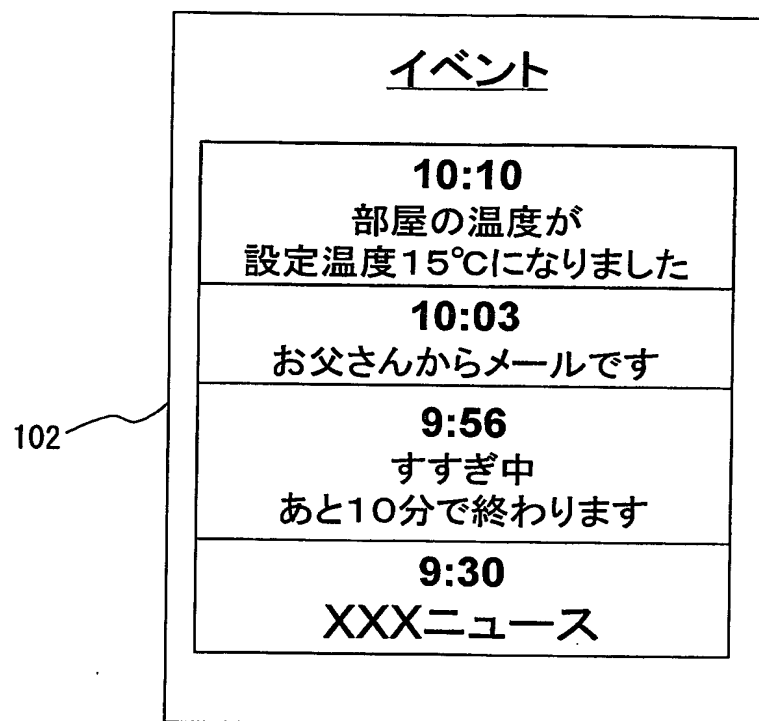 イベント
10:10
部屋の温度が
設定温度15℃になりました
10:03
お父さんからメールです
9:56
すすぎ中
あと10分で終わります
9:30
XXXニュース
102